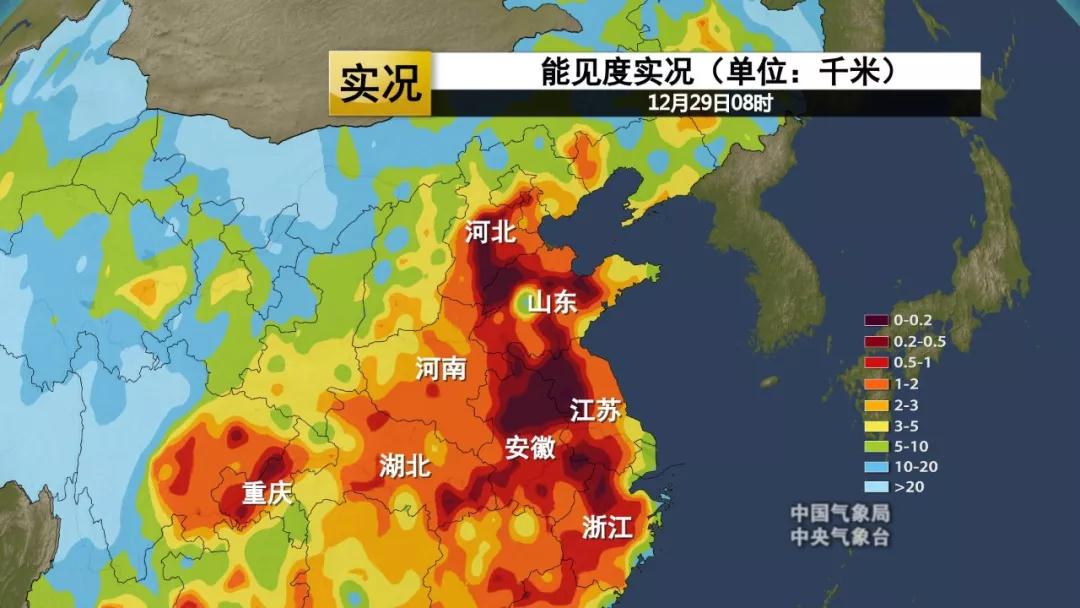 实况
能见度实况（单位：千米）
12月29日08时
河北
山东
河南
江苏
安徽
湖北
重庆
浙江
0-0.2
0.2-0.5
0.5-1
1-2
2-3
3-5
5-10
10-20
>20
中国气象局
中央气象台